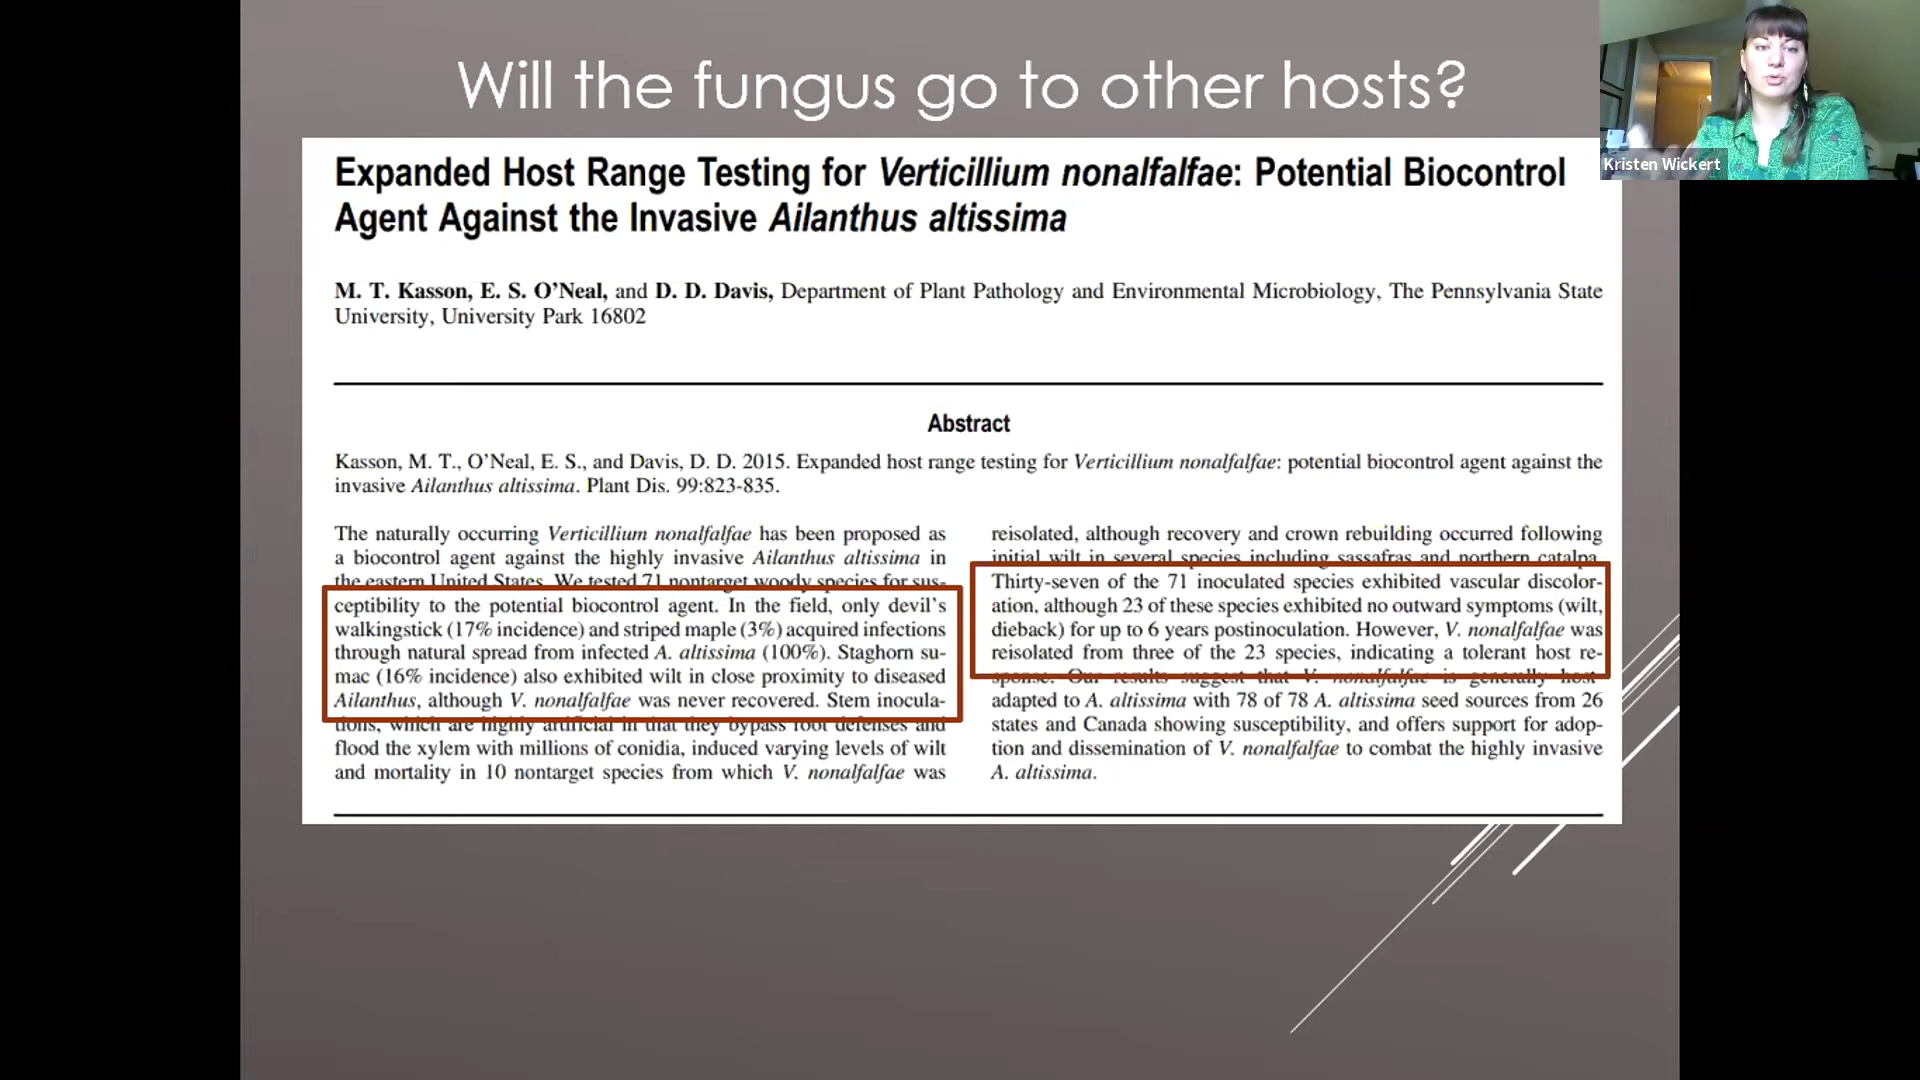 Will the fungus go to other hosts?
Kristen Wickert
Expanded Host Range Testing for Verticillium nonalfalfae: Potential Biocontrol
Agent Against the Invasive Ailanthus altissima
M. T. Kasson, E. S. O'Neal, and D. D. Davis, Department of Plant Pathology and Environmental Microbiology, The Pennsylvania State
University, University Park 16802
Abstract
Kasson, M. T., O'Neal, E. S., and Davis, D. D. 2015. Expanded host range testing for Verticillium nonalfalfae: potential biocontrol agent against the
invasive Ailanthus altissima. Plant Dis. 99:823-835.
The naturally occurring Verticillium nonalfalfae has been proposed as
a biocontrol agent against the highly invasive Ailanthus altissima in
the eastern United States. We tested 71 nontarget woody species for sus-
ceptibility to the potential biocontrol agent. In the field, only devil's
walkingstick (17% incidence) and striped maple (3%) acquired infections
through natural spread from infected A. altissima (100%). Staghorn su-
mac (16% incidence) also exhibited wilt in close proximity to diseased
Ailanthus, although V. nonalfalfae was never recovered. Stem inocula-
tions, which are highly artificial in that they bypass root defenses and
flood the xylem with millions of conidia, induced varying levels of wilt
and mortality in 10 nontarget species from which V. nonalfalfae was
reisolated, although recovery and crown rebuilding occurred following
initial wilt in several species including sassafras and northern catalpa.
Thirty-seven of the 71 inoculated species exhibited vascular discolor-
ation, although 23 of these species exhibited no outward symptoms (wilt,
dieback) for up to 6 years postinoculation. However, V. nonalfalfae was
reisolated from three of the 23 species, indicating a tolerant host re-
sponse. Our results suggest that V. nonalfalfae is generally host
adapted to A. altissima with 78 of 78 A. altissima seed sources from 26
states and Canada showing susceptibility, and offers support for adop-
tion and dissemination of V. nonalfalfae to combat the highly invasive
A. altissima.